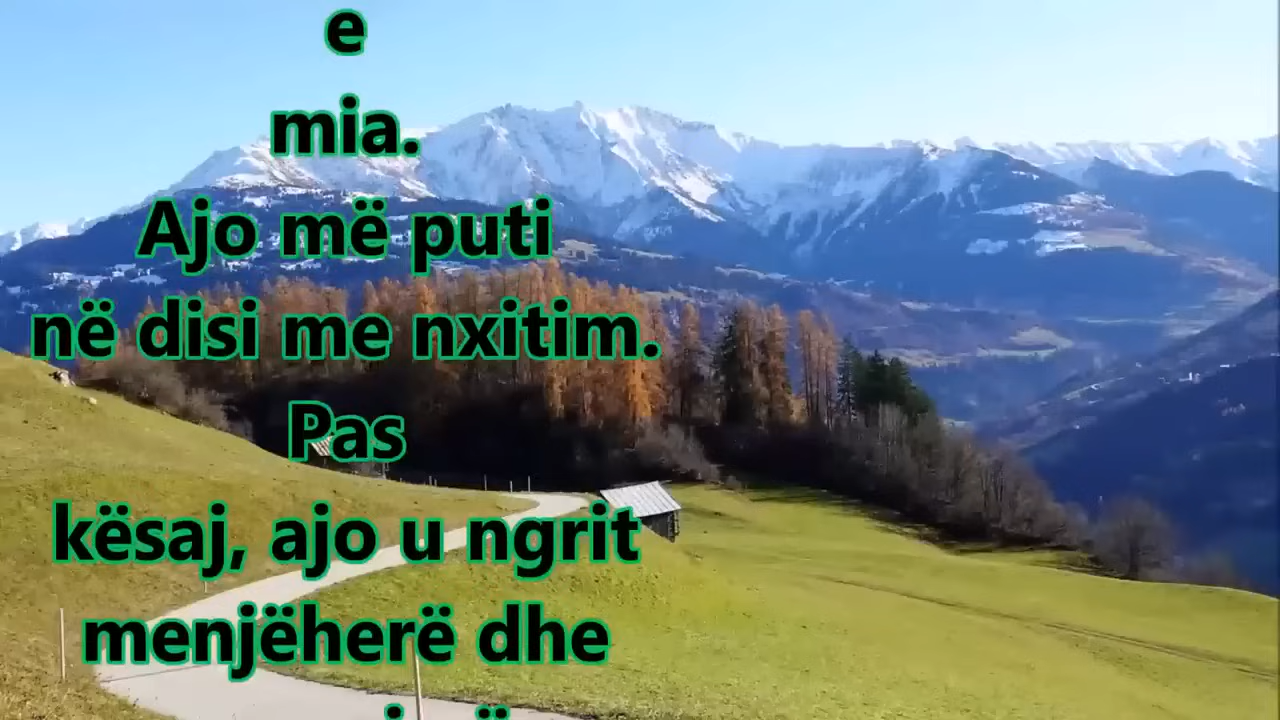 e
mia.
Ajo më puti
në disi me nxitim.
Pas
kësaj, ajo u ngrit
menjëherë dhe